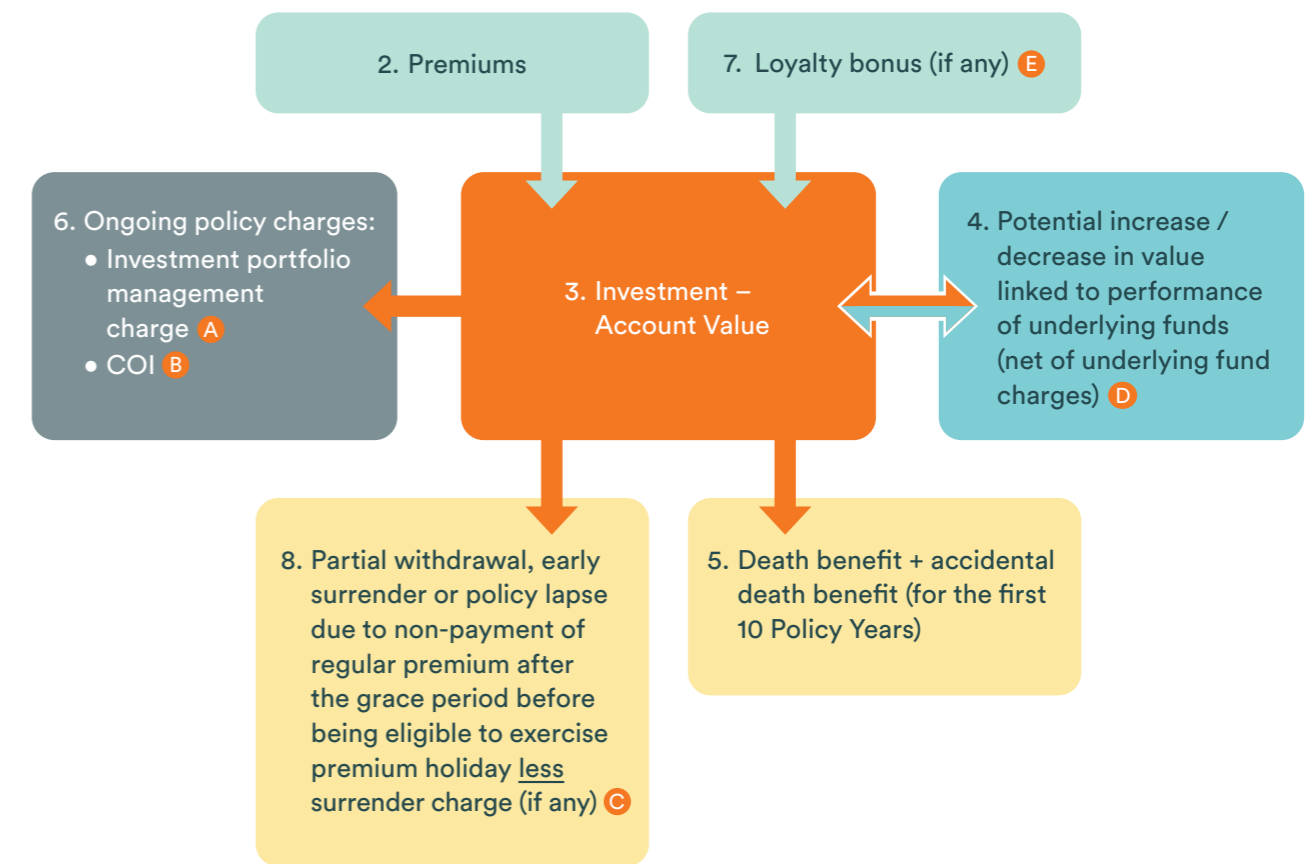 2. Premiums
7. Loyalty bonus (if any) E
6. Ongoing policy charges:
• Investment portfolio
management
charge A
• COI B
3. Investment –
Account Value
4. Potential increase /
decrease in value
linked to performance
of underlying funds
(net of underlying fund
charges) D
8. Partial withdrawal, early
surrender or policy lapse
due to non-payment of
regular premium after
the grace period before
being eligible to exercise
premium holiday less
surrender charge (if any) C
5. Death benefit + accidental
death benefit (for the first
10 Policy Years)